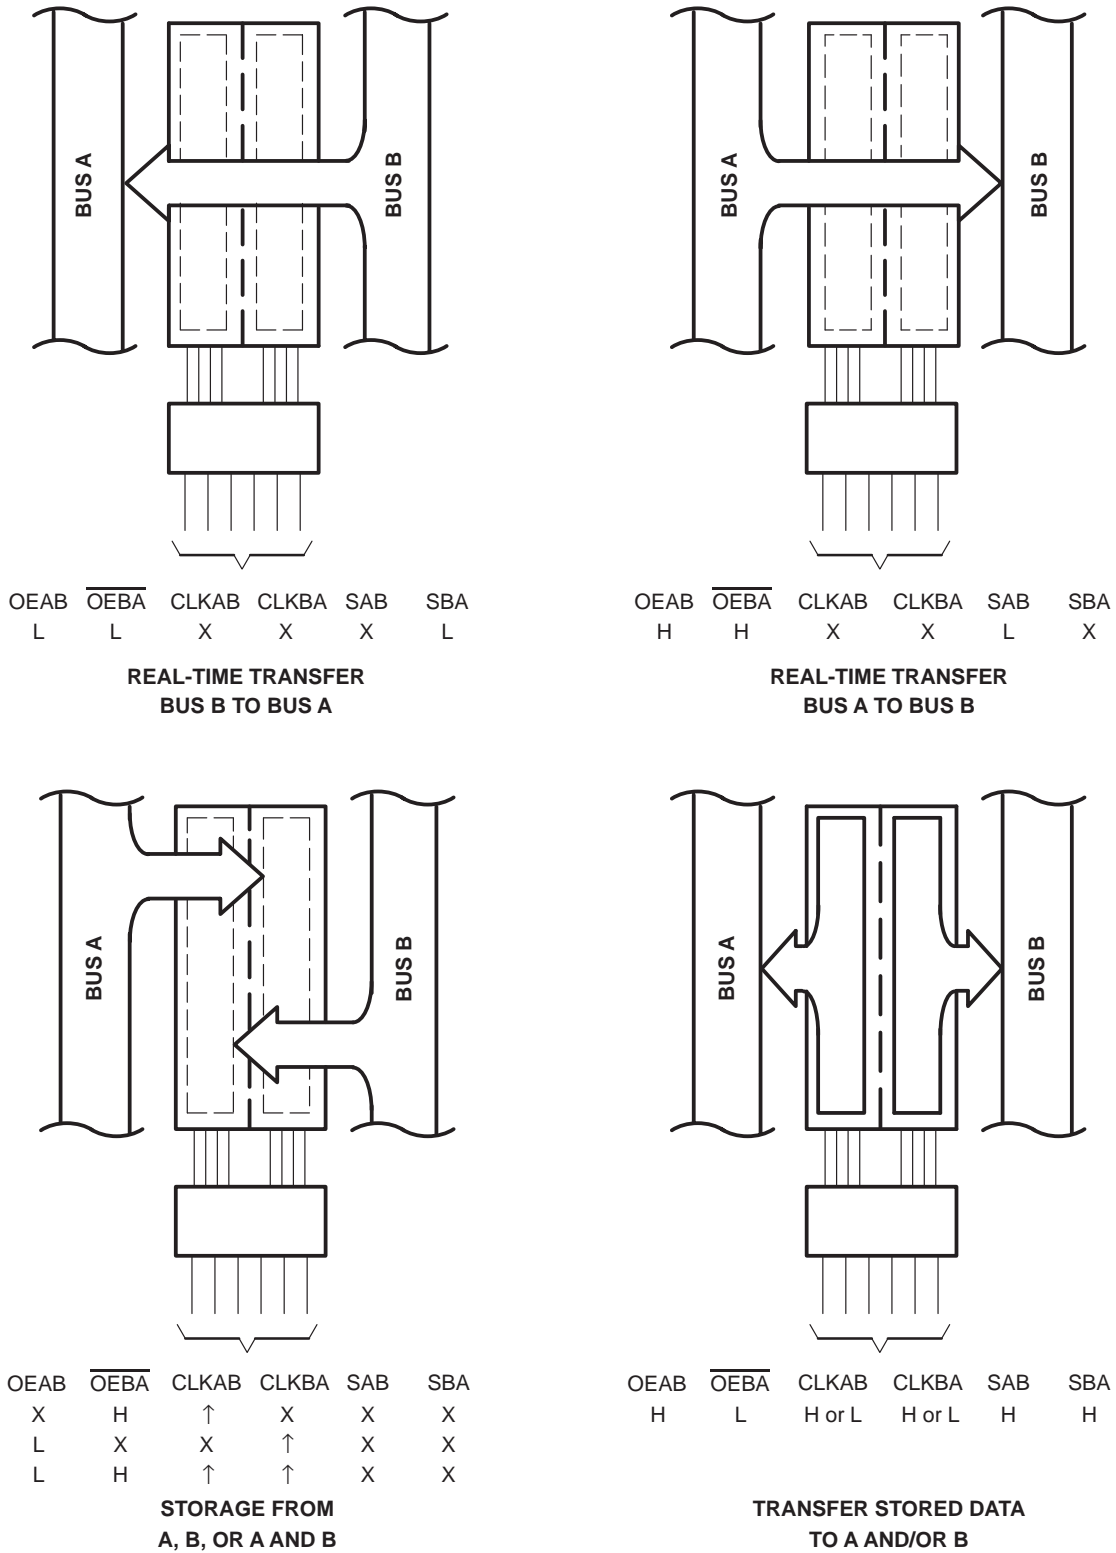 BUS A
BUS B
OEAB OEBA CLKAB CLKBA SAB SBA
L L X X X L
REAL-TIME TRANSFER
BUS B TO BUS A
BUS A
BUS B
OEAB OEBA CLKAB CLKBA SAB SBA
H H X X L X
REAL-TIME TRANSFER
BUS A TO BUS B
BUS A
BUS B
OEAB OEBA CLKAB CLKBA SAB SBA
X H ↑ X X X
L X X ↑ X X
L H ↑ ↑ X X
STORAGE FROM
A, B, OR A AND B
BUS A
BUS B
OEAB OEBA CLKAB CLKBA SAB SBA
H L H or L H or L H H
TRANSFER STORED DATA
TO A AND/OR B